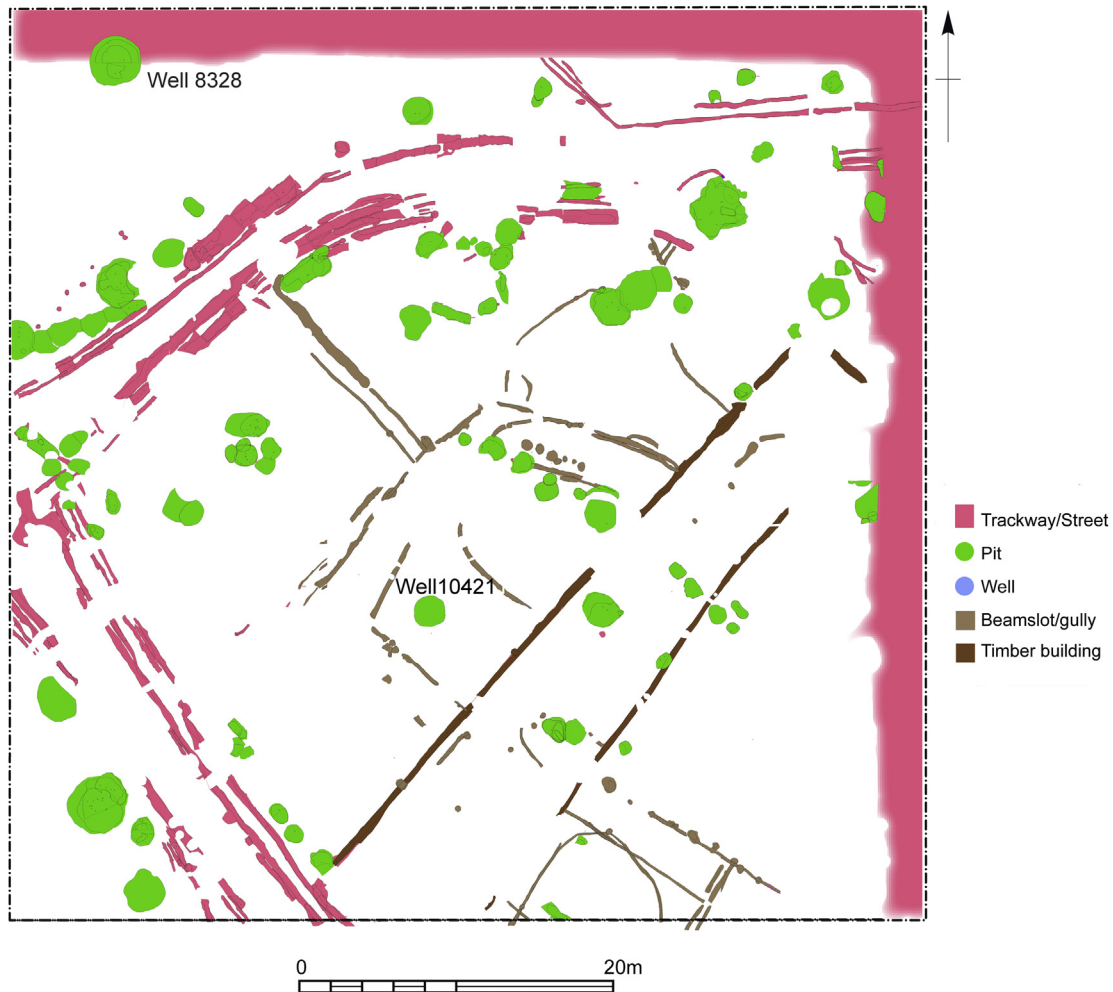 Well 8328
Well10421
Trackway/Street
Pit
Well
Beamslot/gully
Timber building
0
20m